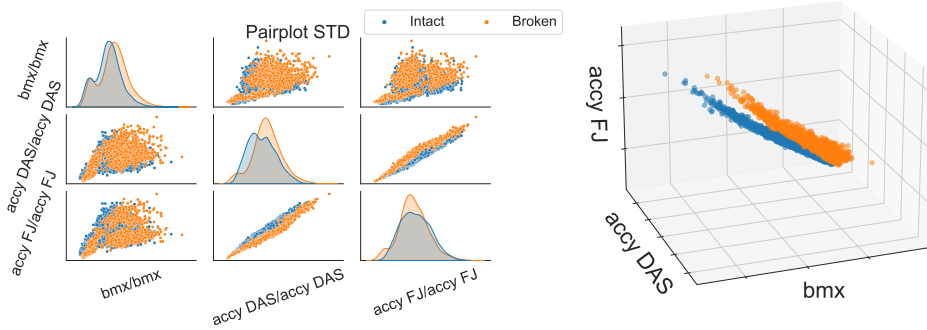 Pairplot STD
Intact
Broken
bmx/bmx
accy DAS/accy DAS
accy FJ/accy FJ
bmx/bmx
accy DAS/accy DAS
accy FJ/accy FJ
accy FJ
accy DAS
bmx